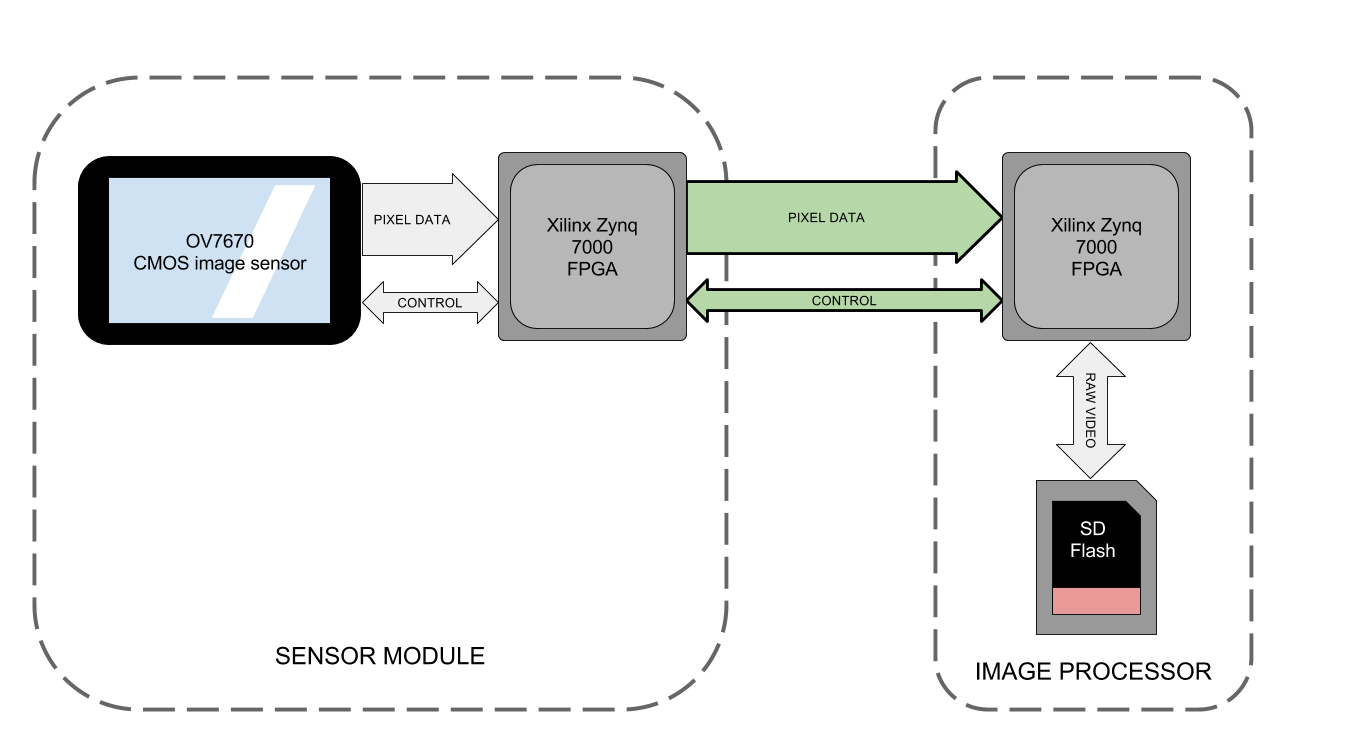 OV7670
CMOS image sensor
PIXEL DATA
CONTROL
Xilinx Zynq
7000
FPGA
PIXEL DATA
CONTROL
Xilinx Zynq
7000
FPGA
RAW VIDEO
SD
Flash
SENSOR MODULE
IMAGE PROCESSOR